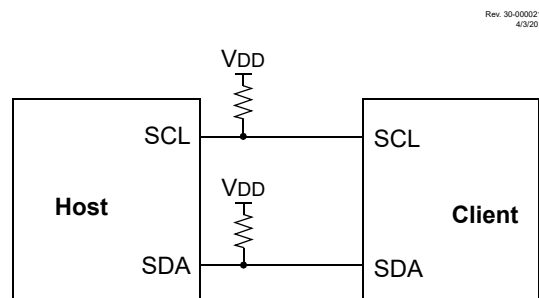 Rev. 30-00002
4/3/20
VDD
SCL
SCL
VDD
Host
Client
SDA
SDA